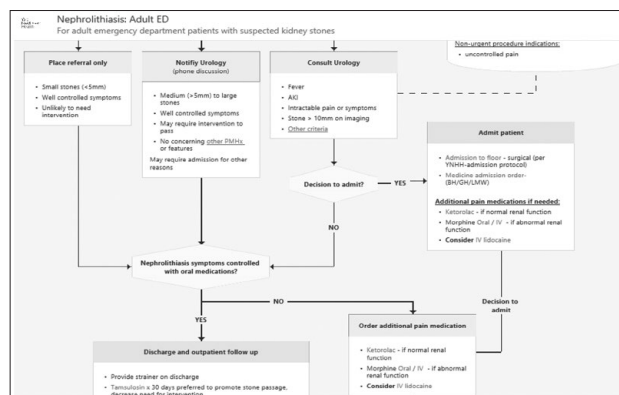 Nephrolithiasis: Adult ED
For adult emergency department patients with suspected kidney stones
Non-urgent procedure indications:
• uncontrolled pain
Place referral only
• Small stones (<5mm)
• Well controlled symptoms
• Unlikely to need
intervention
Notifiy Urology
(phone discussion)
• Medium (>5mm) to large
stones
• Well controlled symptoms
• May require intervention to
pass
• No concerning other PMHs
or features
May require admission for other
reasons
Consult Urology
• Fever
• AKI
• Intractable pain or symptoms
• Stone > 10mm on imaging
• Other criteria
Decision to admit?
YES
NO
Admit patient
• Admission to floor - surgical (per
YNHH-admission protocol)
• Medicine admission order-
(BH/GH/LMW)
Additional pain medications if needed:
• Ketorolac - if normal renal function
• Morphine Oral / IV - if abnormal renal
function
• Consider IV lidocaine
Nephrolithiasis symptoms controlled
with oral medications?
NO
YES
Decision to
admit
Order additional pain medication
• Ketorolac - if normal renal
function
• Morphine Oral / IV - if abnormal
renal function
• Consider IV lidocaine
Discharge and outpatient follow up
• Provide strainer on discharge
• Tamsulosin x 30 days preferred to promote stone passage,
decrease need for intervention